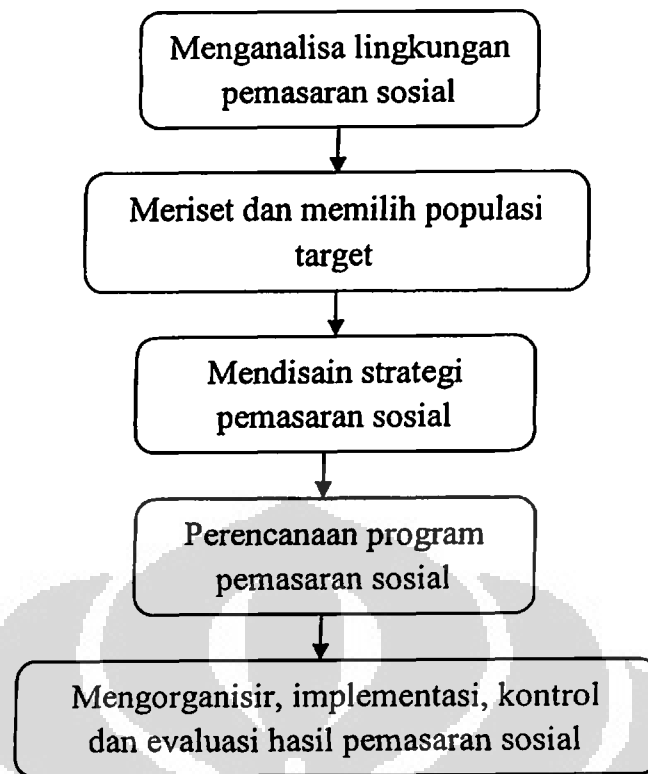 Menganalisa lingkungan
pemasaran sosial
Meriset dan memilih populasi
target
Mendisain strategi
pemasaran sosial
Perencanaan program
pemasaran sosial
Mengorganisir, implementasi, kontrol
dan evaluasi hasil pemasaran sosial